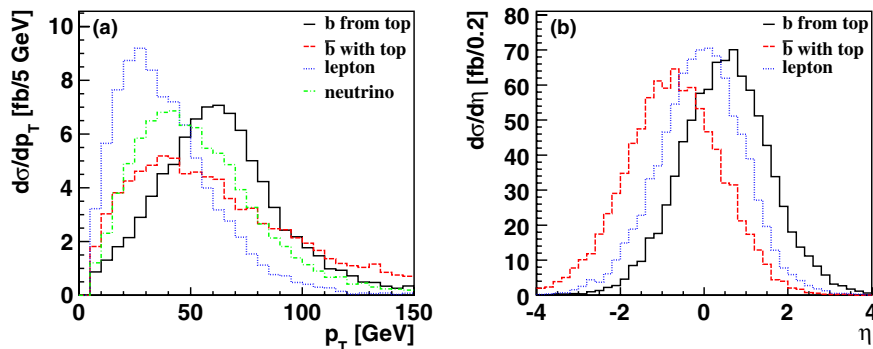 (a)
b from top
b̅ with top
lepton
neutrino
dσ/dp_T [fb/5 GeV]
10
8
6
4
2
0
0 50 100 150
p_T [GeV]
(b)
b from top
b̅ with top
lepton
dσ/dη [fb/0.2]
80
70
60
50
40
30
20
10
0
-4 -2 0 2 4
η